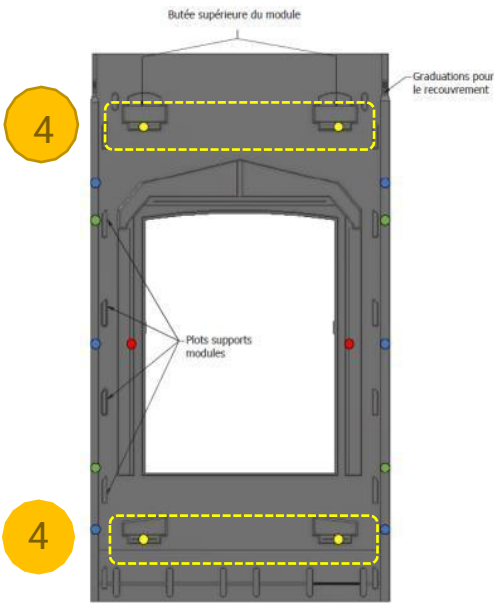 Butée supérieure du module
Graduations pour
le recouvrement
4
Plots supports
modules
4